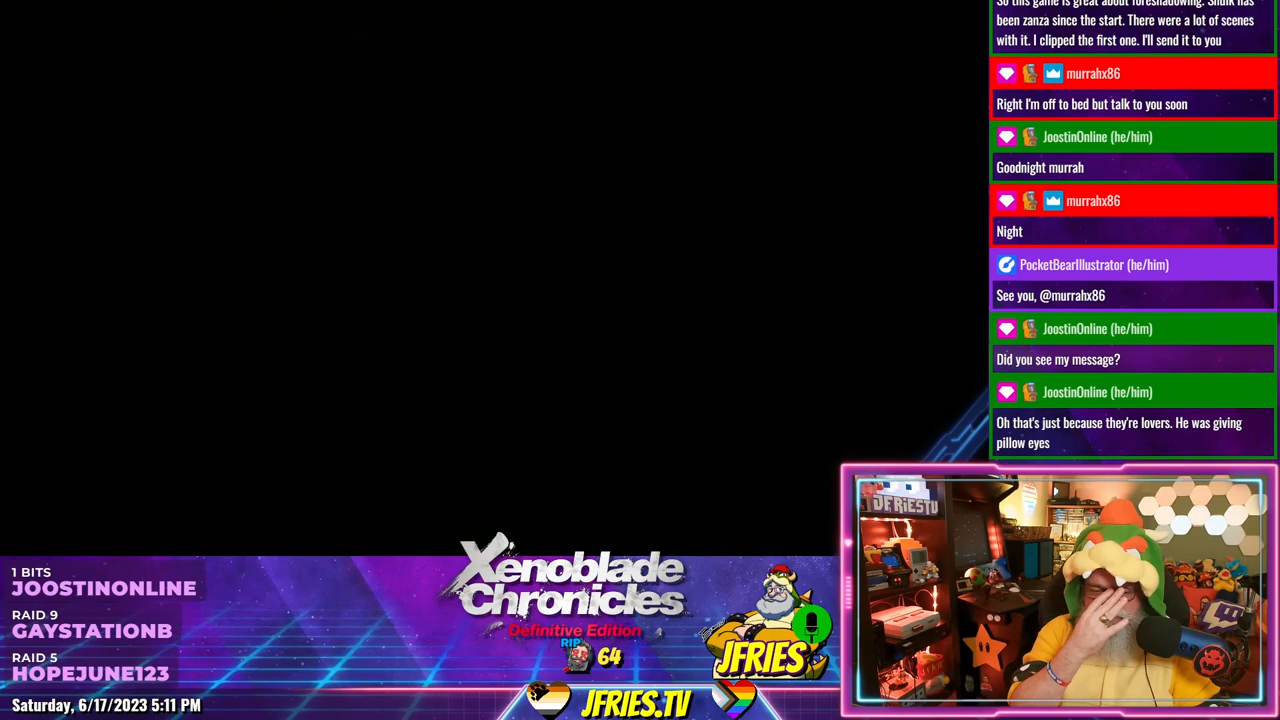 So this game is great about foreshadowing. Shulk has
been zanza since the start. There were a lot of scenes
with it. I clipped the first one. I'll send it to you
murrahx86
Right I'm off to bed but talk to you soon
JoostinOnline (he/him)
Goodnight murrah
murrahx86
Night
PocketBearIllustrator (he/him)
See you, @murrahx86
JoostinOnline (he/him)
Did you see my message?
JoostinOnline (he/him)
Oh that's just because they're lovers. He was giving
pillow eyes
DFRIESTV
1 BITS
JOOSTINONLINE
RAID 9
GAYSTATIONB
RAID 5
HOPEJUNE123
Saturday, 6/17/2023 5:11 PM
Xenoblade
Chronicles
Definitive Edition
RIP
64
JFRIES
JFRIES.TV